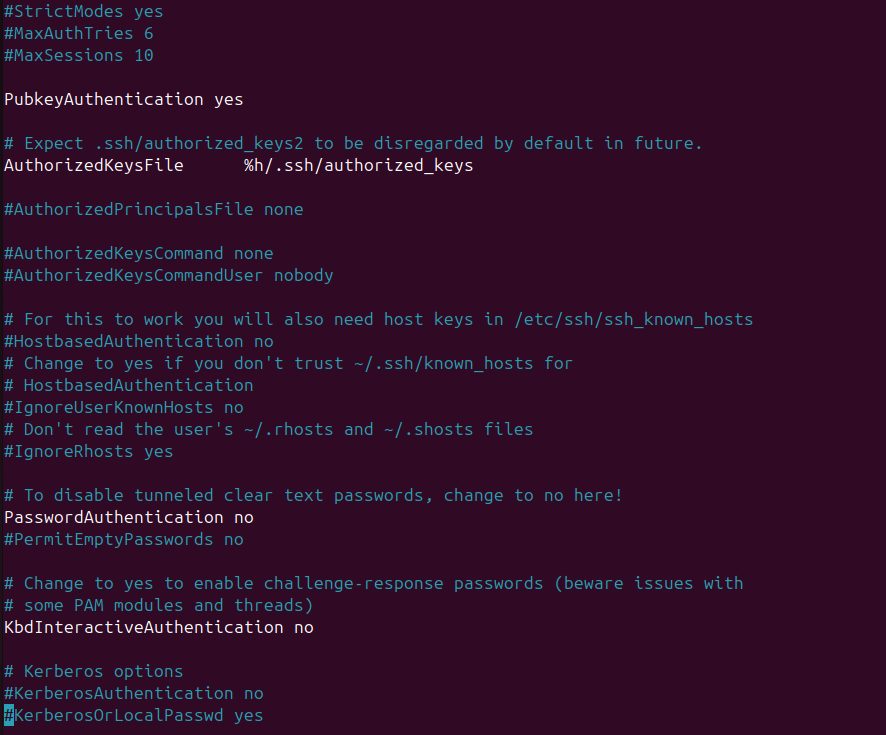 #StrictModes yes
#MaxAuthTries 6
#MaxSessions 10
PubkeyAuthentication yes
# Expect .ssh/authorized_keys2 to be disregarded by default in future.
AuthorizedKeysFile      %h/.ssh/authorized_keys
#AuthorizedPrincipalsFile none
#AuthorizedKeysCommand none
#AuthorizedKeysCommandUser nobody
# For this to work you will also need host keys in /etc/ssh/ssh_known_hosts
#HostbasedAuthentication no
# Change to yes if you don't trust ~/.ssh/known_hosts for
# HostbasedAuthentication
#IgnoreUserKnownHosts no
# Don't read the user's ~/.rhosts and ~/.shosts files
#IgnoreRhosts yes
# To disable tunneled clear text passwords, change to no here!
PasswordAuthentication no
#PermitEmptyPasswords no
# Change to yes to enable challenge-response passwords (beware issues with
# some PAM modules and threads)
KbdInteractiveAuthentication no
# Kerberos options
#KerberosAuthentication no
#KerberosOrLocalPasswd yes